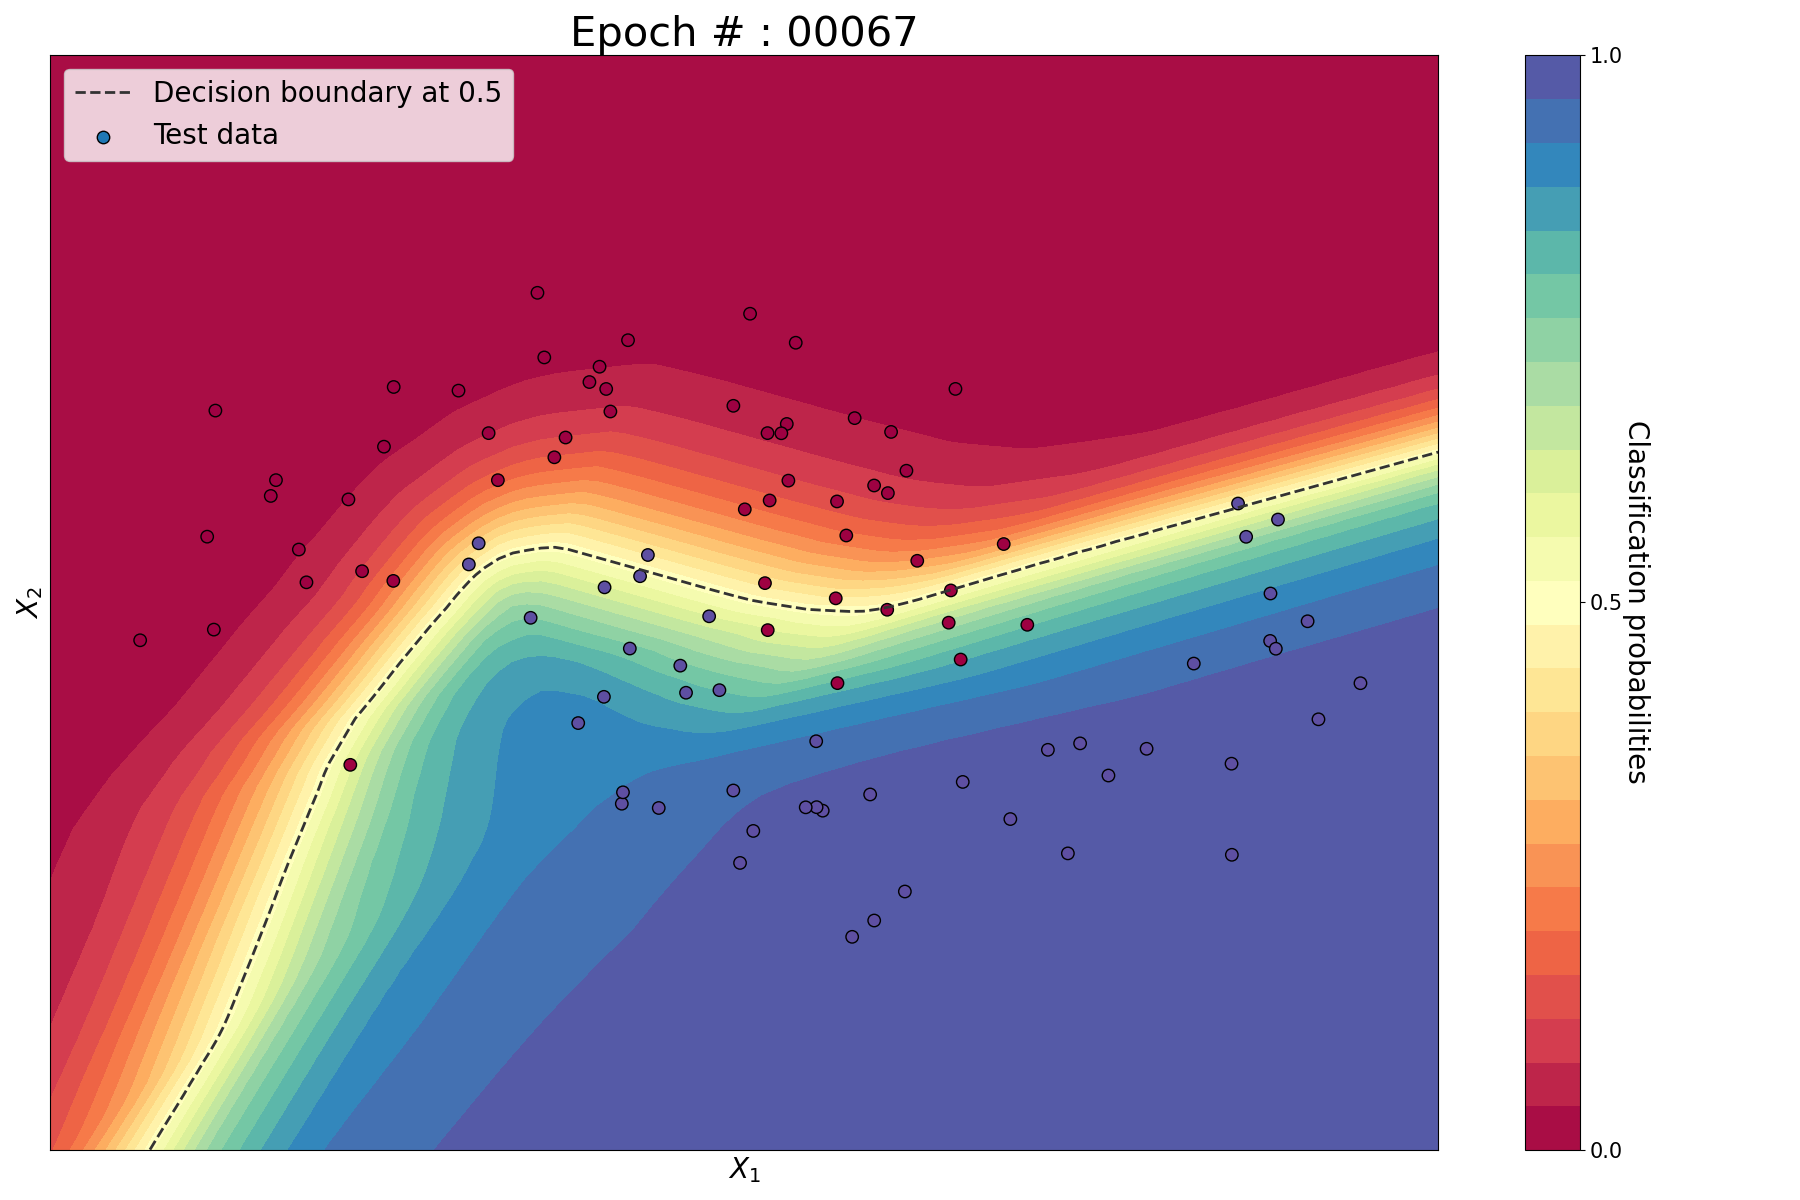 Epoch # : 00067
Decision boundary at 0.5
Test data
X₂
X₁
1.0
0.5
0.0
Classification probabilities